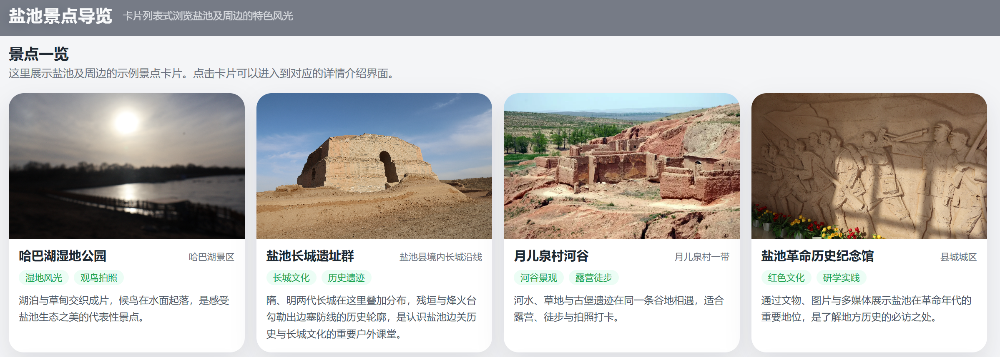 盐池景点导览 卡片列表式浏览盐池及周边的特色风光
景点一览
这里展示盐池及周边的示例景点卡片。点击卡片可以进入到对应的详情介绍界面。
哈巴湖湿地公园 哈巴湖景区
湿地风光 观鸟拍照
湖泊与草甸交织成片，候鸟在水面起落，是感受
盐池生态之美的代表性景点。
盐池长城遗址群 盐池县境内长城沿线
长城文化 历史遗迹
隋、明两代长城在这里叠加分布，残垣与烽火台
勾勒出边塞防线的历史轮廓，是认识盐池边关历
史与长城文化的重要户外课堂。
月儿泉村河谷 月儿泉村一带
河谷景观 露营徒步
河水、草地与古堡遗迹在同一条谷地相遇，适合
露营、徒步与拍照打卡。
盐池革命历史纪念馆 县城城区
红色文化 研学实践
通过文物、图片与多媒体展示盐池在革命年代的
重要地位，是了解地方历史的必访之处。